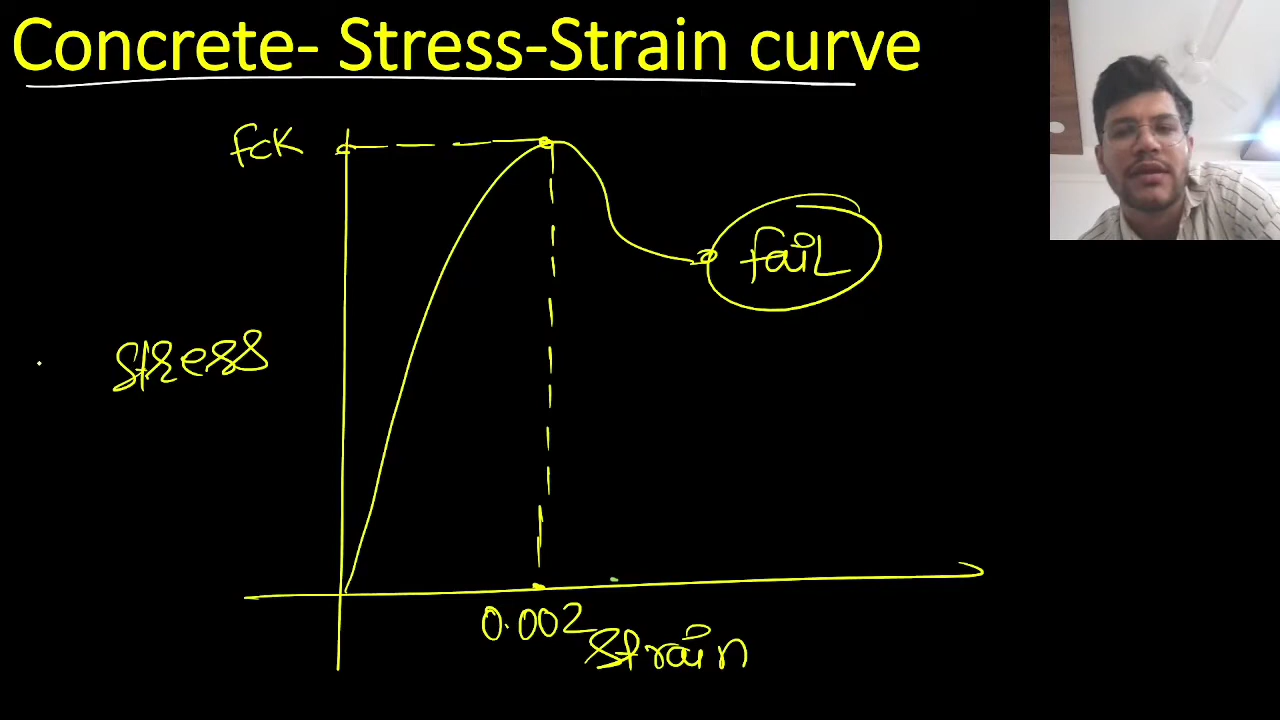 Concrete- Stress-Strain curve
fck
fail
stress
0.002
strain